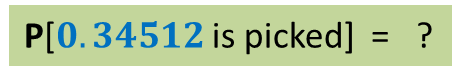 P[0.34512 is picked] = ?